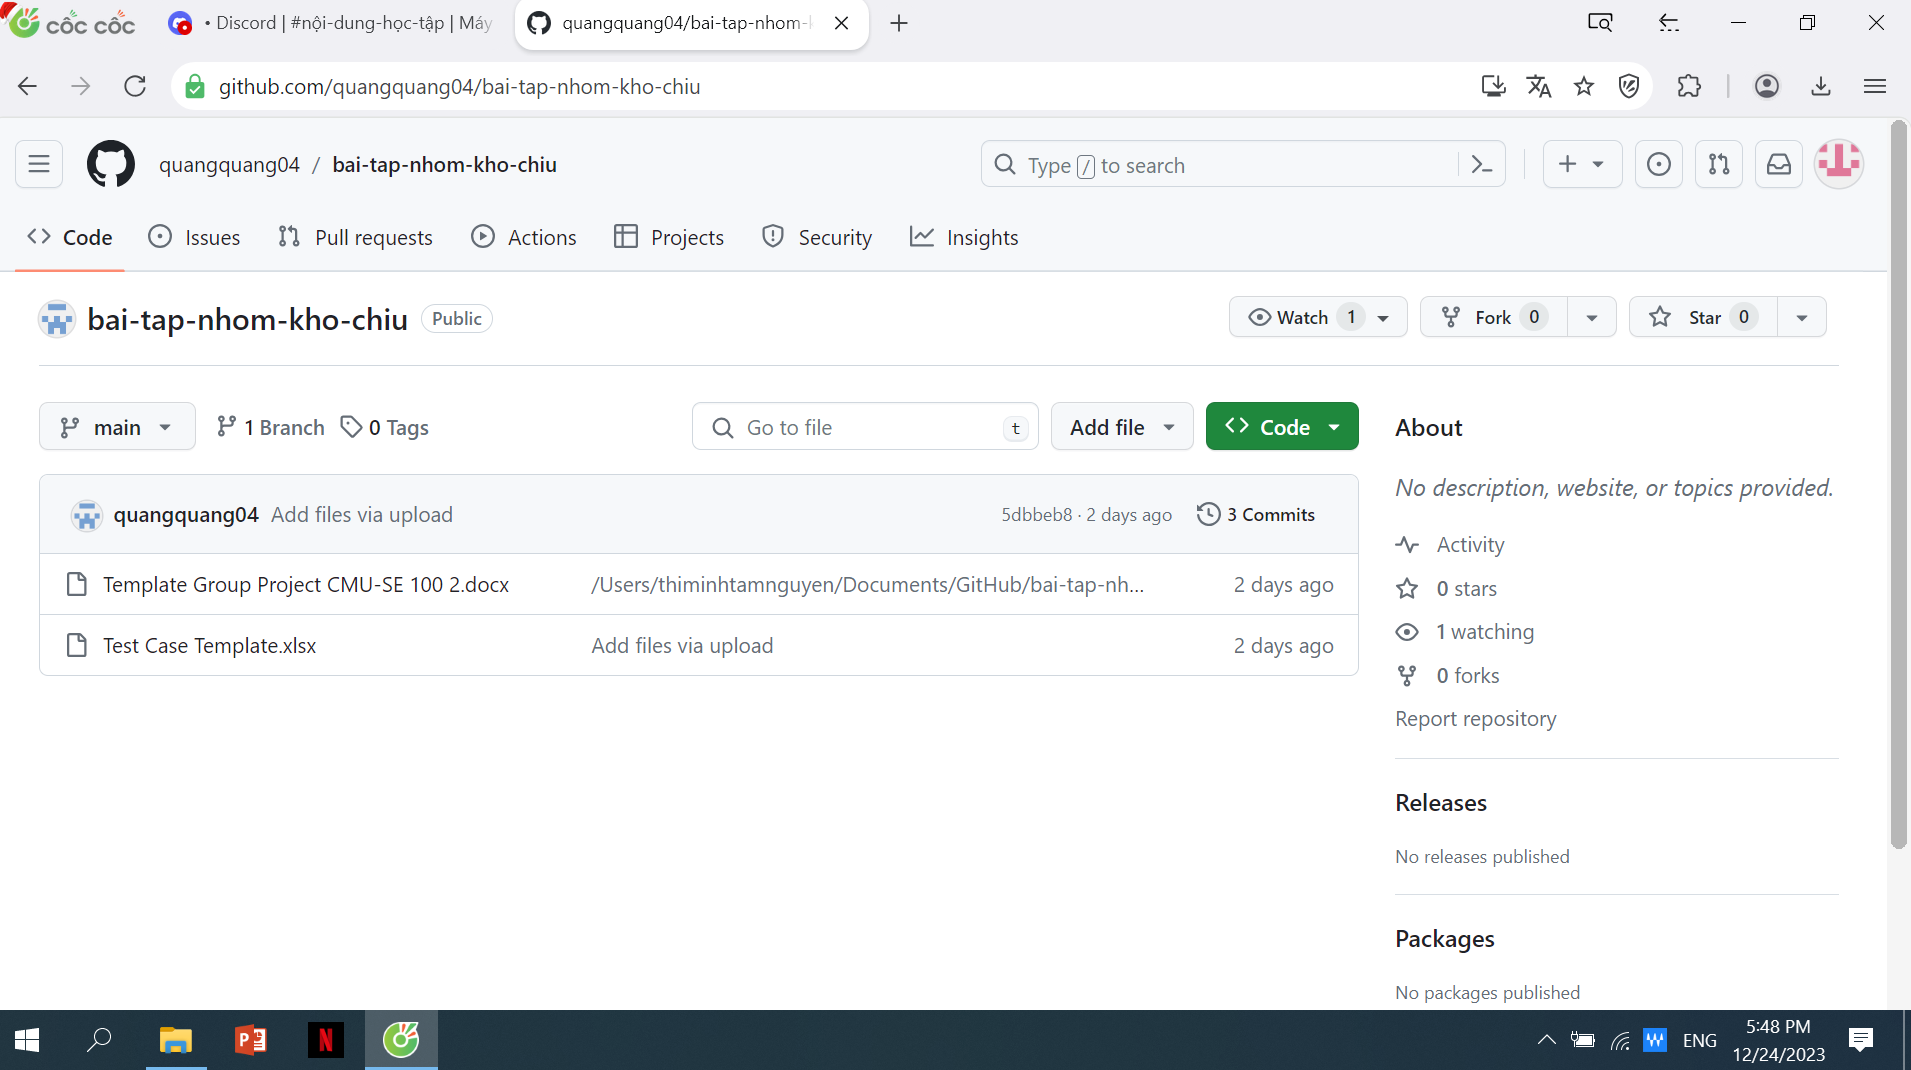 cốc cốc
• Discord | #nội-dung-học-tập | Máy
quangquang04/bai-tap-nhom-k
github.com/quangquang04/bai-tap-nhom-kho-chiu
quangquang04 / bai-tap-nhom-kho-chiu
Type / to search
Code
Issues
Pull requests
Actions
Projects
Security
Insights
bai-tap-nhom-kho-chiu Public
Watch 1
Fork 0
Star 0
main
1 Branch
0 Tags
Go to file
t
Add file
Code
quangquang04 Add files via upload
5dbbeb8 · 2 days ago
3 Commits
Template Group Project CMU-SE 100 2.docx
/Users/thiminhtamnguyen/Documents/GitHub/bai-tap-nh...
2 days ago
Test Case Template.xlsx
Add files via upload
2 days ago
About
No description, website, or topics provided.
Activity
0 stars
1 watching
0 forks
Report repository
Releases
No releases published
Packages
No packages published
P
N
W
ENG
5:48 PM
12/24/2023